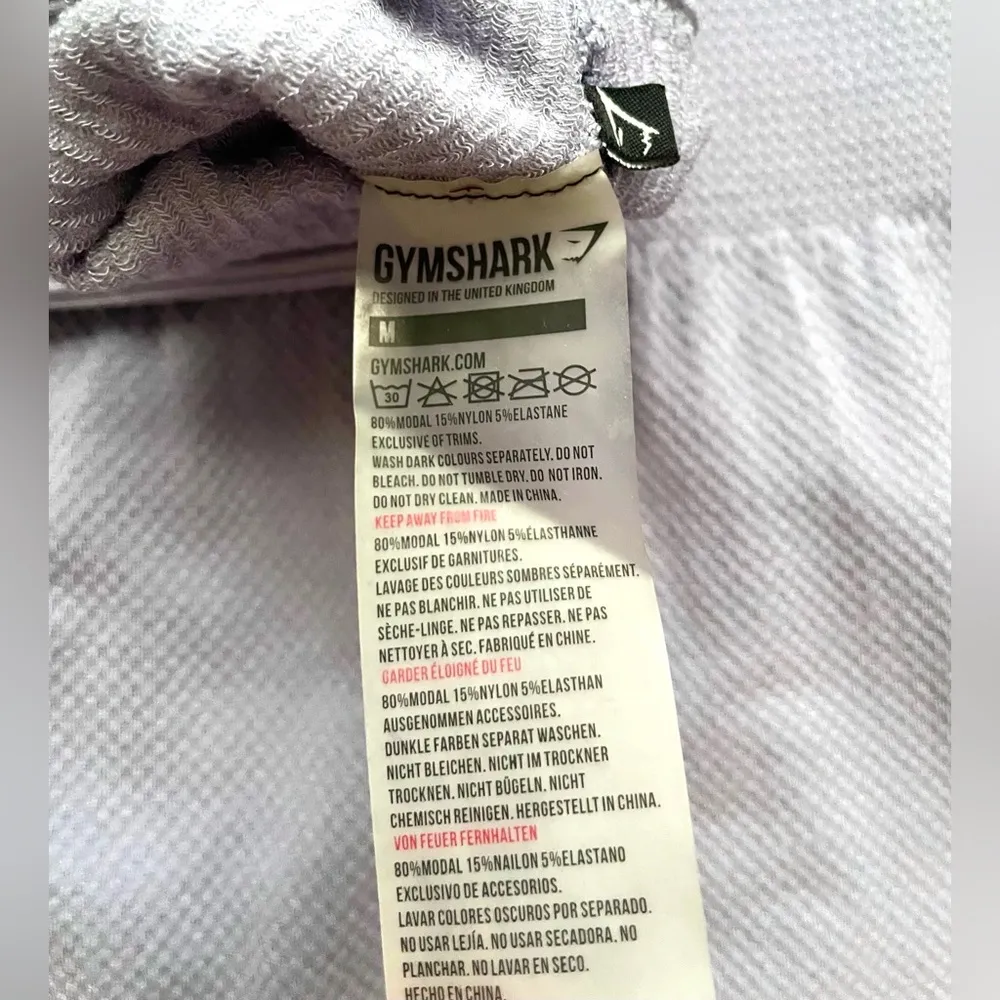 GYMSHARK
DESIGNED IN THE UNITED KINGDOM
M
GYMSHARK.COM
30
80%MODAL 15%NYLON 5%ELASTANE
EXCLUSIVE OF TRIMS.
WASH DARK COLOURS SEPARATELY. DO NOT
BLEACH. DO NOT TUMBLE DRY. DO NOT IRON.
DO NOT DRY CLEAN. MADE IN CHINA.
KEEP AWAY FROM FIRE
80%MODAL 15%NYLON 5%ÉLASTHANNE
EXCLUSIF DE GARNITURES.
LAVAGE DES COULEURS SOMBRES SÉPARÉMENT.
NE PAS BLANCHIR. NE PAS UTILISER DE
SÈCHE-LINGE. NE PAS REPASSER. NE PAS
NETTOYER À SEC. FABRIQUÉ EN CHINE.
GARDER ÉLOIGNÉ DU FEU
80%MODAL 15%NYLON 5%ELASTHAN
AUSGENOMMEN ACCESSOIRES.
DUNKLE FARBEN SEPARAT WASCHEN.
NICHT BLEICHEN. NICHT IM TROCKNER
TROCKNEN. NICHT BÜGELN. NICHT
CHEMISCH REINIGEN. HERGESTELLT IN CHINA.
VON FEUER FERNHALTEN
80%MODAL 15%NAILON 5%ELASTANO
EXCLUSIVO DE ACCESORIOS.
LAVAR COLORES OSCUROS POR SEPARADO.
NO USAR LEJÍA. NO USAR SECADORA. NO
PLANCHAR. NO LAVAR EN SECO.
HECHO EN CHINA.